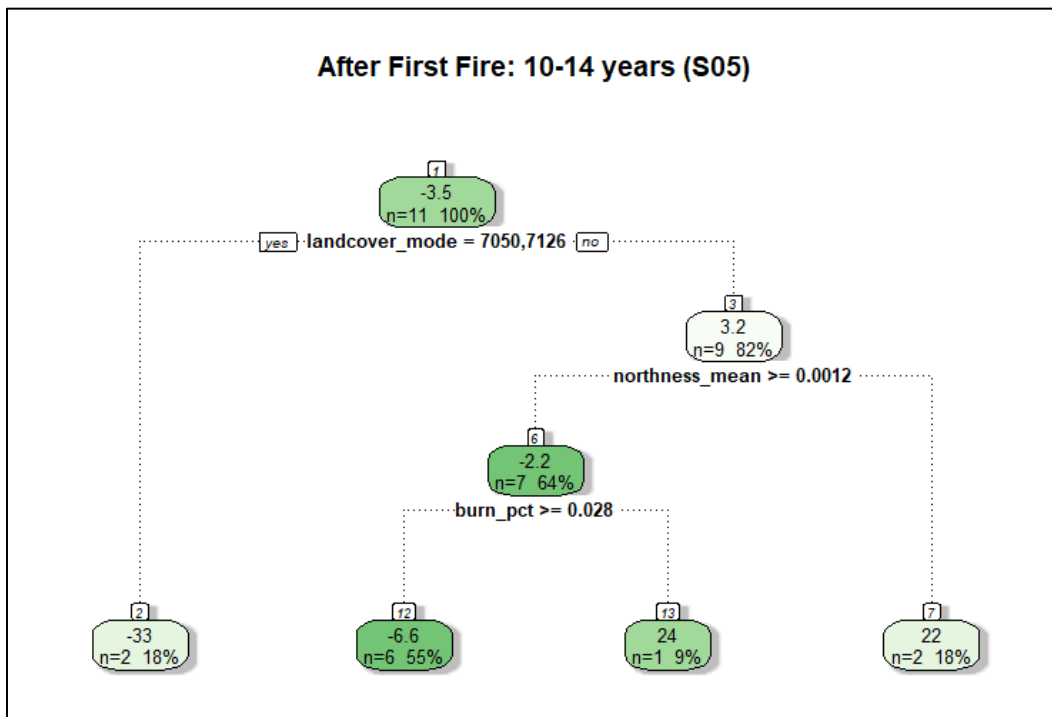 After First Fire: 10-14 years (S05)
1
-3.5
n=11 100%
yes landcover_mode = 7050,7126 no
3
3.2
n=9 82%
northness_mean >= 0.0012
6
-2.2
n=7 64%
burn_pct >= 0.028
2
-33
n=2 18%
12
-6.6
n=6 55%
13
24
n=1 9%
7
22
n=2 18%